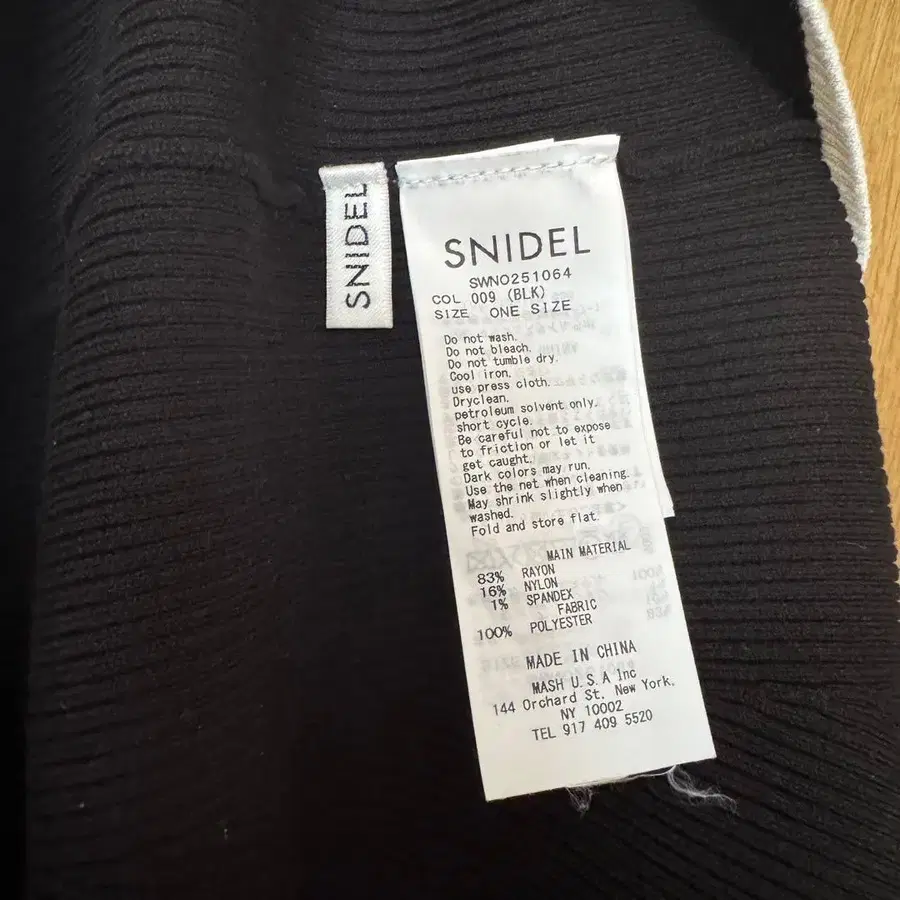 SNIDEL
SNIDEL
SWNO251064
COL 009 (BLK)
SIZE ONE SIZE
Do not wash.
Do not bleach.
Do not tumble dry.
Cool iron.
use press cloth.
Dryclean.
petroleum solvent only.
short cycle.
Be careful not to expose
to friction or let it
get caught.
Dark colors may run.
Use the net when cleaning.
May shrink slightly when
washed.
Fold and store flat.
MAIN MATERIAL
83% RAYON
16% NYLON
1% SPANDEX
FABRIC
100% POLYESTER
MADE IN CHINA
MASH U.S.A Inc
144 Orchard St. New York.
NY 10002
TEL 917 409 5520